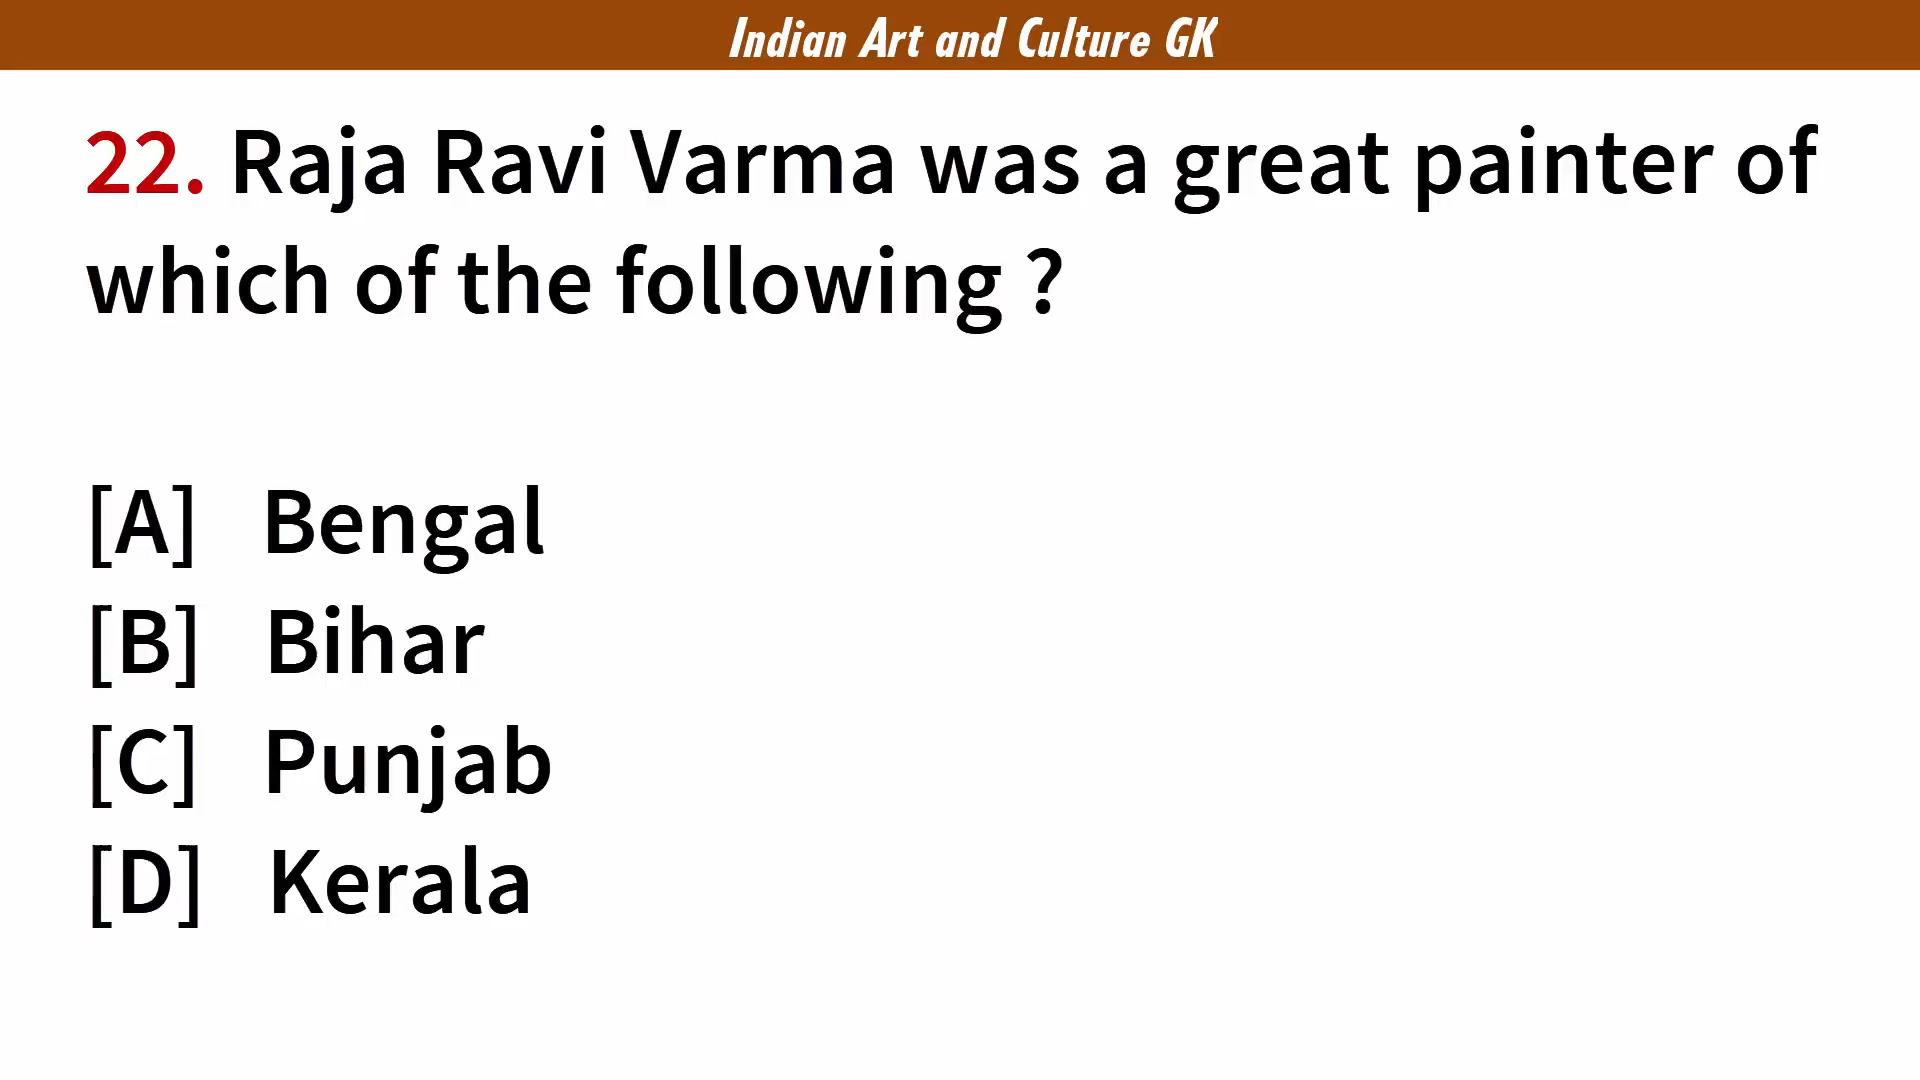 Indian Art and Culture GK
22. Raja Ravi Varma was a great painter of
which of the following ?
[A] Bengal
[B] Bihar
[C] Punjab
[D] Kerala